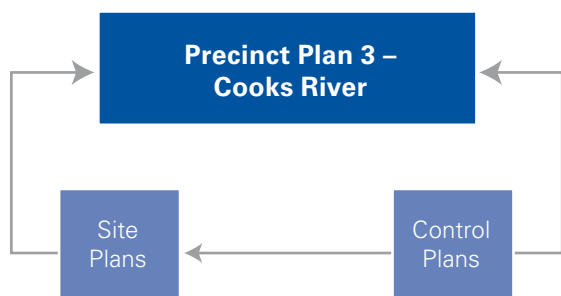 Precinct Plan 3 –
Cooks River
Site
Plans
Control
Plans